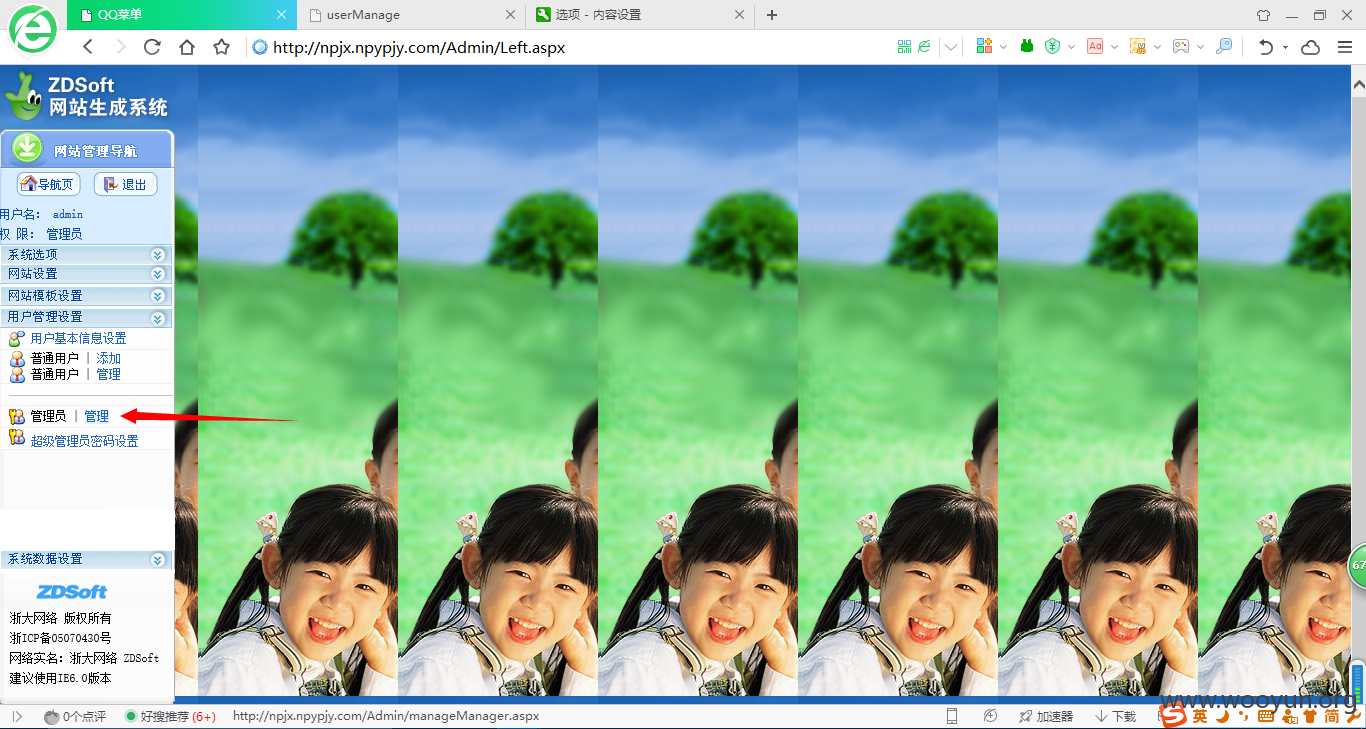 QQ菜单
userManage
选项 - 内容设置
http://npjx.npypjy.com/Admin/Left.aspx
ZDSoft
网站生成系统
网站管理导航
导航页 退出
用户名： admin
权 限： 管理员
系统选项
网站设置
网站模板设置
用户管理设置
用户基本信息设置
普通用户 | 添加
普通用户 | 管理
管理员 | 管理
超级管理员密码设置
系统数据设置
ZDSoft
浙大网络 版权所有
浙ICP备05070430号
网络实名：浙大网络 ZDSoft
建议使用IE6.0版本
67
www.wooyun.org
0个点评 好搜推荐 (6+) http://npjx.npypjy.com/Admin/manageManager.aspx 加速器 下载
英 简